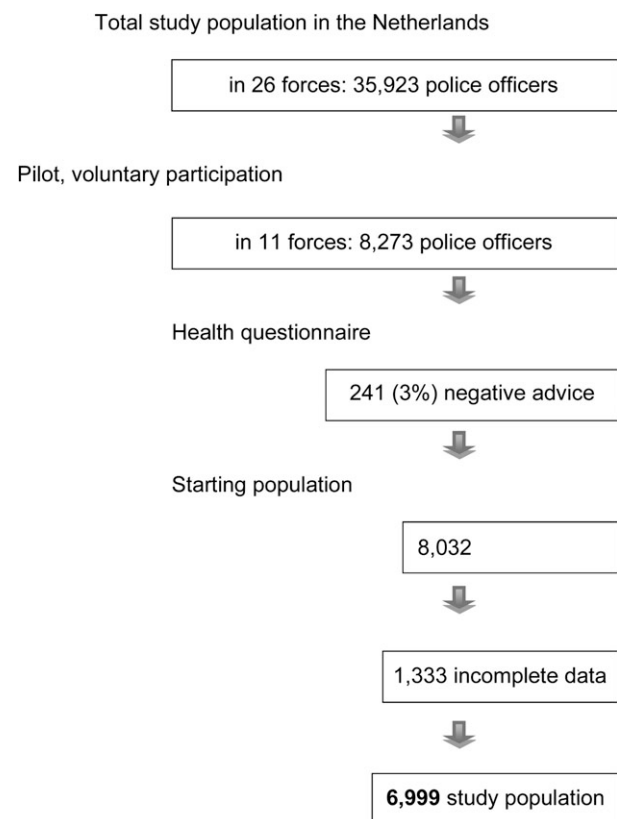 Total study population in the Netherlands
in 26 forces: 35,923 police officers
Pilot, voluntary participation
in 11 forces: 8,273 police officers
Health questionnaire
241 (3%) negative advice
Starting population
8,032
1,333 incomplete data
6,999 study population